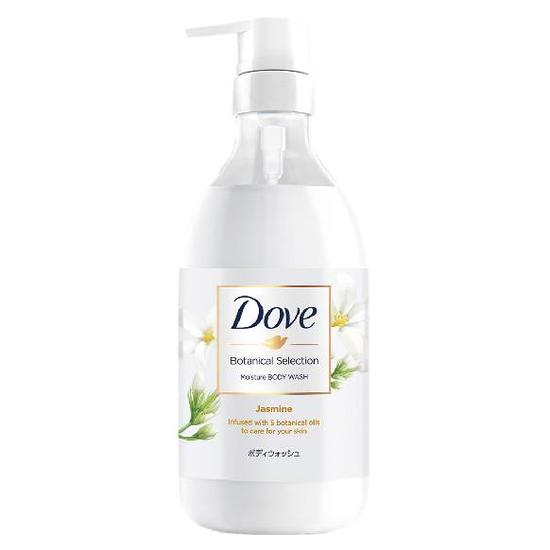 Dove
Botanical Selection
Moisture BODY WASH
Jasmine
Infused with 5 botanical oils
to care for your skin
ボディウォッシュ